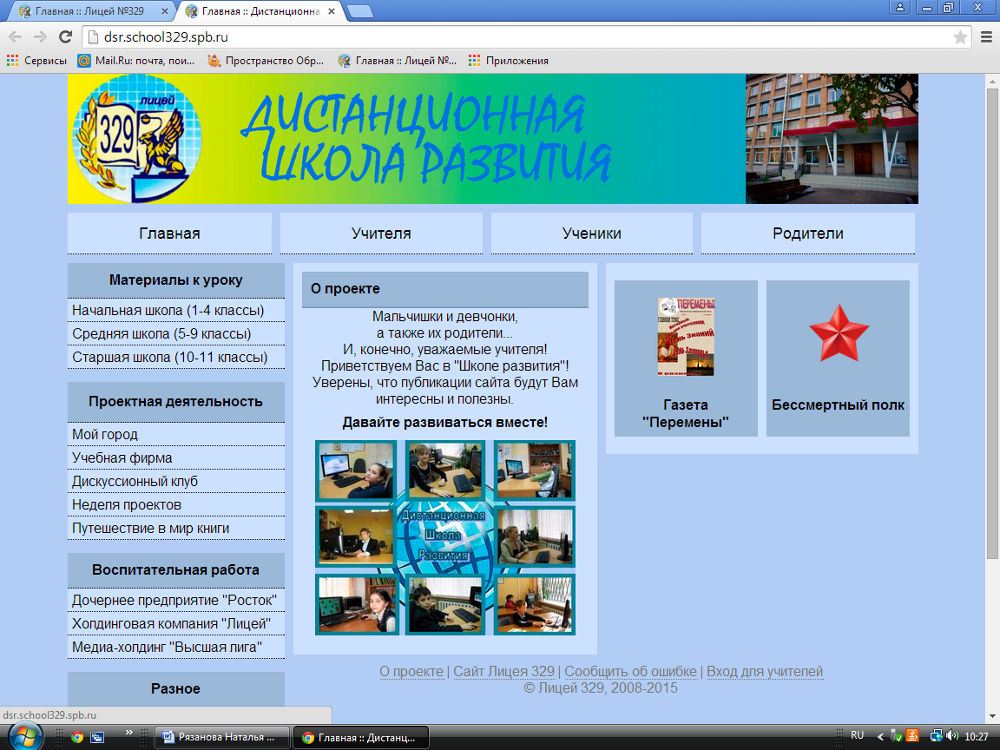 Главная :: Лицей №329
Главная :: Дистанционна
dsr.school329.spb.ru
Сервисы
Mail.Ru: почта, пои...
Пространство Обр...
Главная :: Лицей №...
Приложения
лицей
329
ДИСТАНЦИОННАЯ
ШКОЛА РАЗВИТИЯ
Главная
Учителя
Ученики
Родители
Материалы к уроку
Начальная школа (1-4 классы)
Средняя школа (5-9 классы)
Старшая школа (10-11 классы)
Проектная деятельность
Мой город
Учебная фирма
Дискуссионный клуб
Неделя проектов
Путешествие в мир книги
Воспитательная работа
Дочернее предприятие "Росток"
Холдинговая компания "Лицей"
Медиа-холдинг "Высшая лига"
Разное
О проекте
Мальчишки и девчонки,
а также их родители...
И, конечно, уважаемые учителя!
Приветствуем Вас в "Школе развития"!
Уверены, что публикации сайта будут Вам
интересны и полезны.
Давайте развиваться вместе!
Дистанционная
Школа
Развития
ПЕРЕМЕНЫ
День Знаний
День Здоровья
Газета
"Перемены"
Бессмертный полк
О проекте | Сайт Лицея 329 | Сообщить об ошибке | Вход для учителей
© Лицей 329, 2008-2015
dsr.school329.spb.ru
Рязанова Наталья ...
Главная :: Дистанц...
RU
10:27